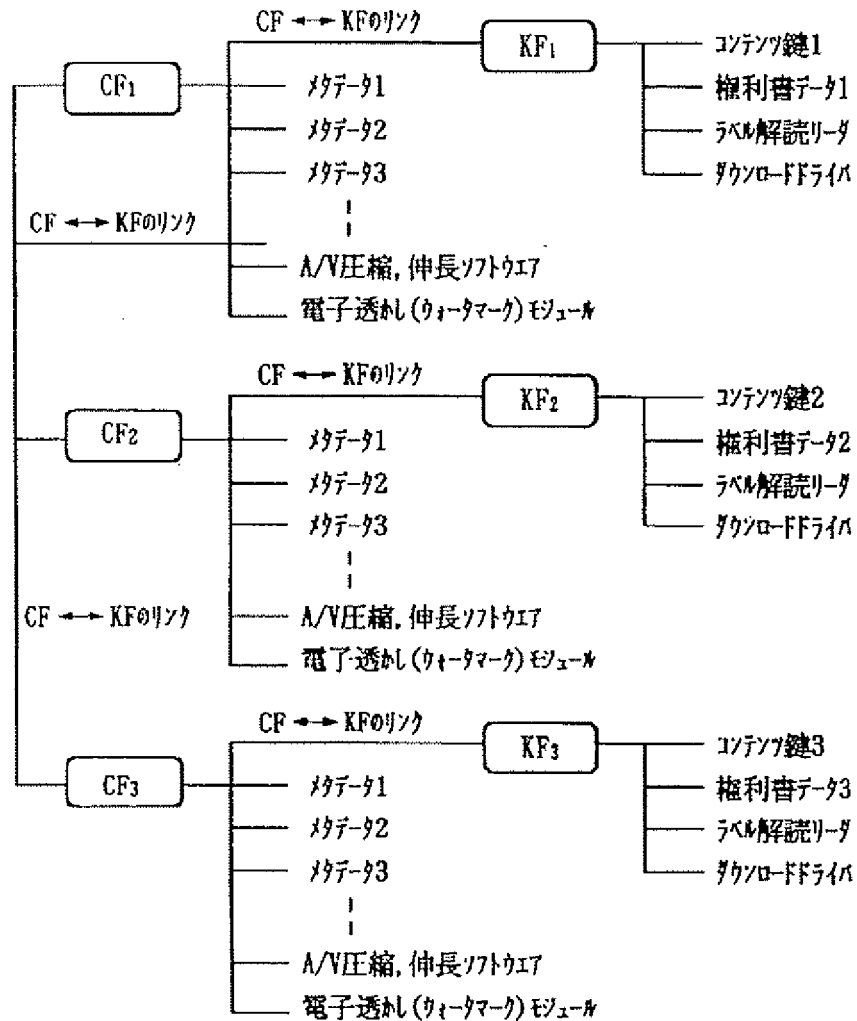 CF ←→ KFのリンク
KF₁
コンテンツ鍵1
CF₁
メタデータ1
権利書データ1
メタデータ2
ラベル解読リーダ
メタデータ3
ダウンロードドライバ
CF ←→ KFのリンク
A/V圧縮,伸長ソフトウエア
電子透かし(ウォータマーク)モジュール
CF ←→ KFのリンク
KF₂
コンテンツ鍵2
CF₂
メタデータ1
権利書データ2
メタデータ2
ラベル解読リーダ
メタデータ3
ダウンロードドライバ
CF ←→ KFのリンク
A/V圧縮,伸長ソフトウエア
電子透かし(ウォータマーク)モジュール
CF ←→ KFのリンク
KF₃
コンテンツ鍵3
CF₃
メタデータ1
権利書データ3
メタデータ2
ラベル解読リーダ
メタデータ3
ダウンロードドライバ
A/V圧縮,伸長ソフトウエア
電子透かし(ウォータマーク)モジュール